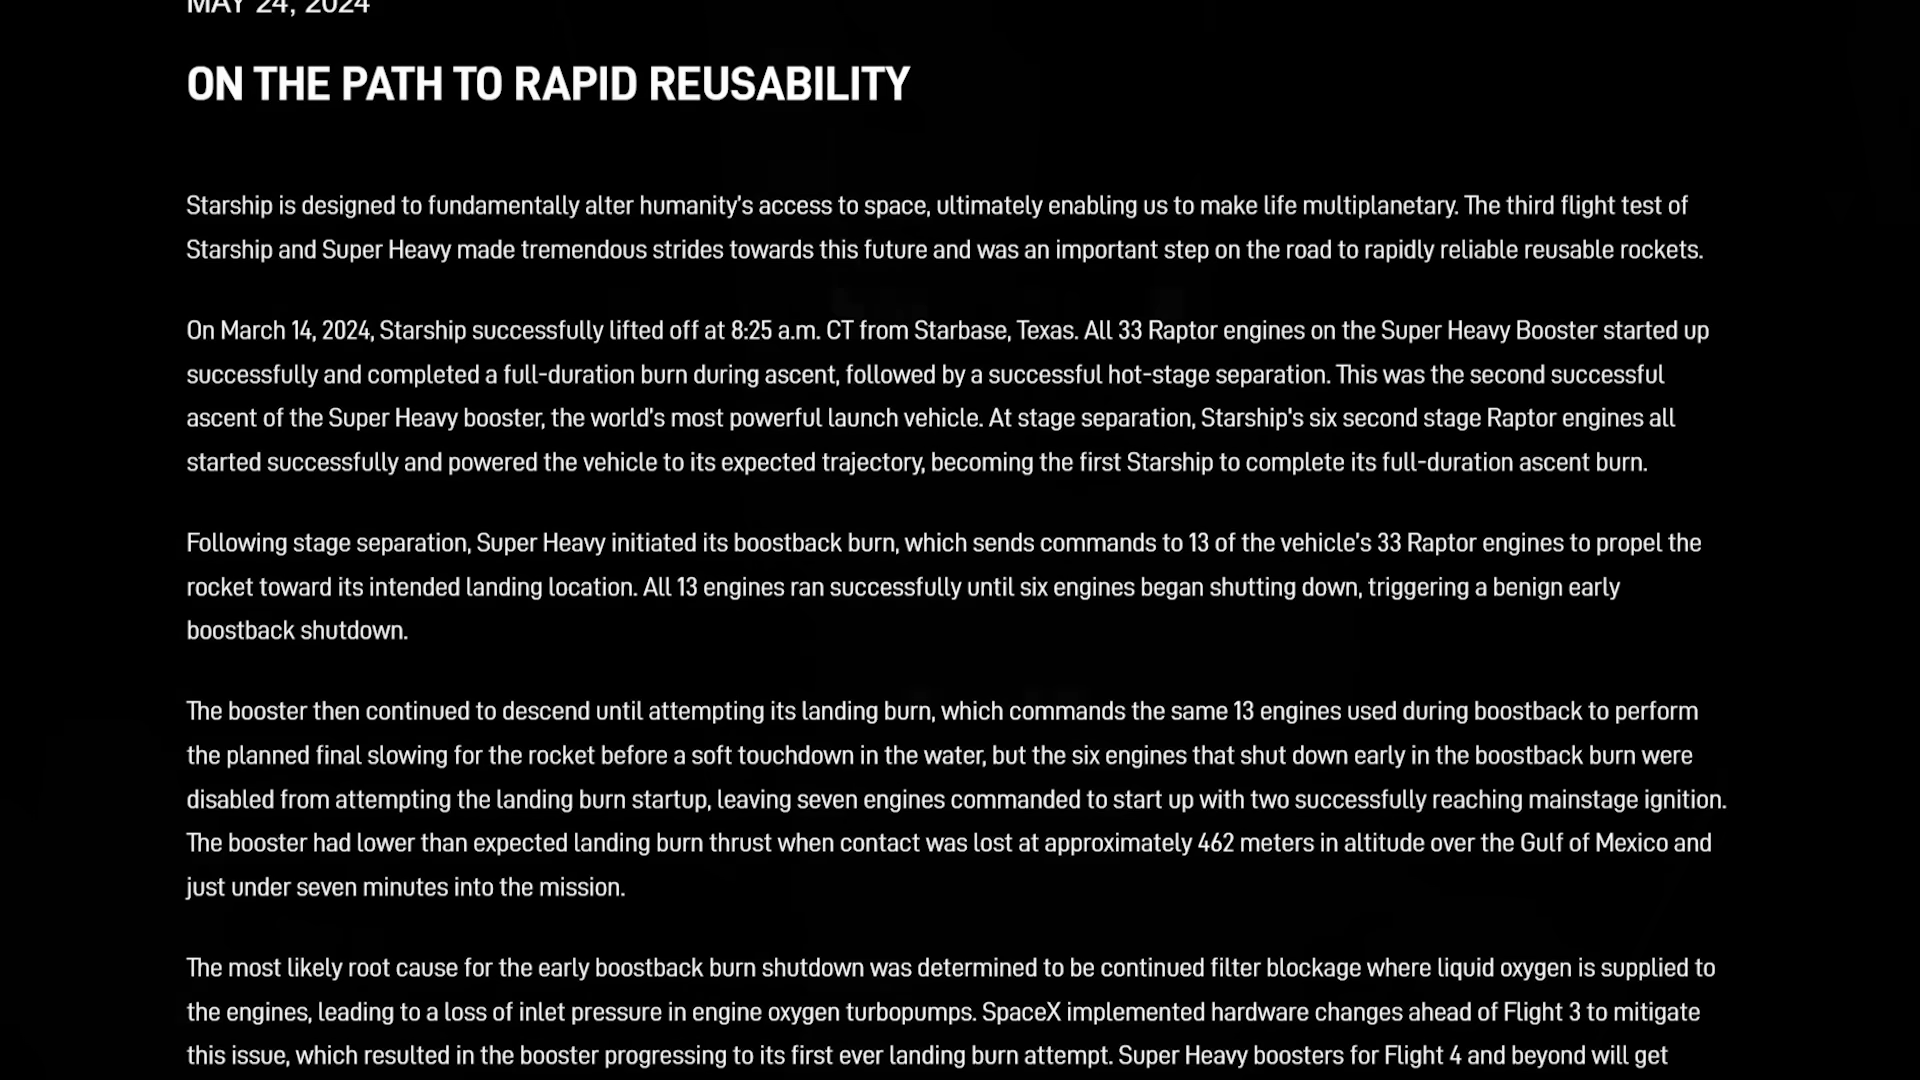 MAY 24, 2024
ON THE PATH TO RAPID REUSABILITY
Starship is designed to fundamentally alter humanity's access to space, ultimately enabling us to make life multiplanetary. The third flight test of
Starship and Super Heavy made tremendous strides towards this future and was an important step on the road to rapidly reliable reusable rockets.
On March 14, 2024, Starship successfully lifted off at 8:25 a.m. CT from Starbase, Texas. All 33 Raptor engines on the Super Heavy Booster started up
successfully and completed a full-duration burn during ascent, followed by a successful hot-stage separation. This was the second successful
ascent of the Super Heavy booster, the world's most powerful launch vehicle. At stage separation, Starship's six second stage Raptor engines all
started successfully and powered the vehicle to its expected trajectory, becoming the first Starship to complete its full-duration ascent burn.
Following stage separation, Super Heavy initiated its boostback burn, which sends commands to 13 of the vehicle's 33 Raptor engines to propel the
rocket toward its intended landing location. All 13 engines ran successfully until six engines began shutting down, triggering a benign early
boostback shutdown.
The booster then continued to descend until attempting its landing burn, which commands the same 13 engines used during boostback to perform
the planned final slowing for the rocket before a soft touchdown in the water, but the six engines that shut down early in the boostback burn were
disabled from attempting the landing burn startup, leaving seven engines commanded to start up with two successfully reaching mainstage ignition.
The booster had lower than expected landing burn thrust when contact was lost at approximately 462 meters in altitude over the Gulf of Mexico and
just under seven minutes into the mission.
The most likely root cause for the early boostback burn shutdown was determined to be continued filter blockage where liquid oxygen is supplied to
the engines, leading to a loss of inlet pressure in engine oxygen turbopumps. SpaceX implemented hardware changes ahead of Flight 3 to mitigate
this issue, which resulted in the booster progressing to its first ever landing burn attempt. Super Heavy boosters for Flight 4 and beyond will get